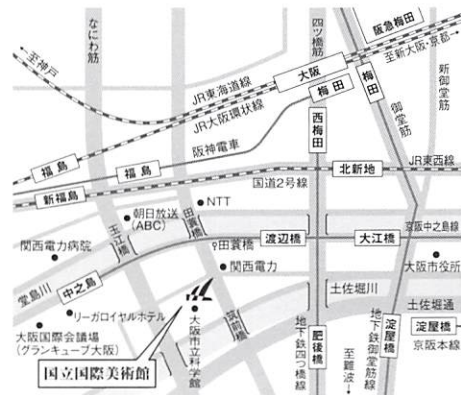 なにわ筋
四ツ橋筋
阪急梅田
至新大阪・京都
至神戸
JR東海道線
大阪
梅田
梅田
新御堂筋
御堂筋
JR大阪環状線
西梅田
阪神電車
福島
福島
新福島
北新地
JR東西線
国道2号線
NTT
朝日放送
(ABC)
玉江橋
田蓑橋
田蓑橋
渡辺橋
大江橋
京阪中之島線
関西電力病院
関西電力
大阪市役所
堂島川
中之島
土佐堀川
土佐堀通
リーガロイヤルホテル
大阪国際会議場
(グランキューブ大阪)
大阪市立科学館
筑前橋
地下鉄四つ橋線
肥後橋
至難波
地下鉄御堂筋線
淀屋橋
淀屋橋
京阪本線
国立国際美術館